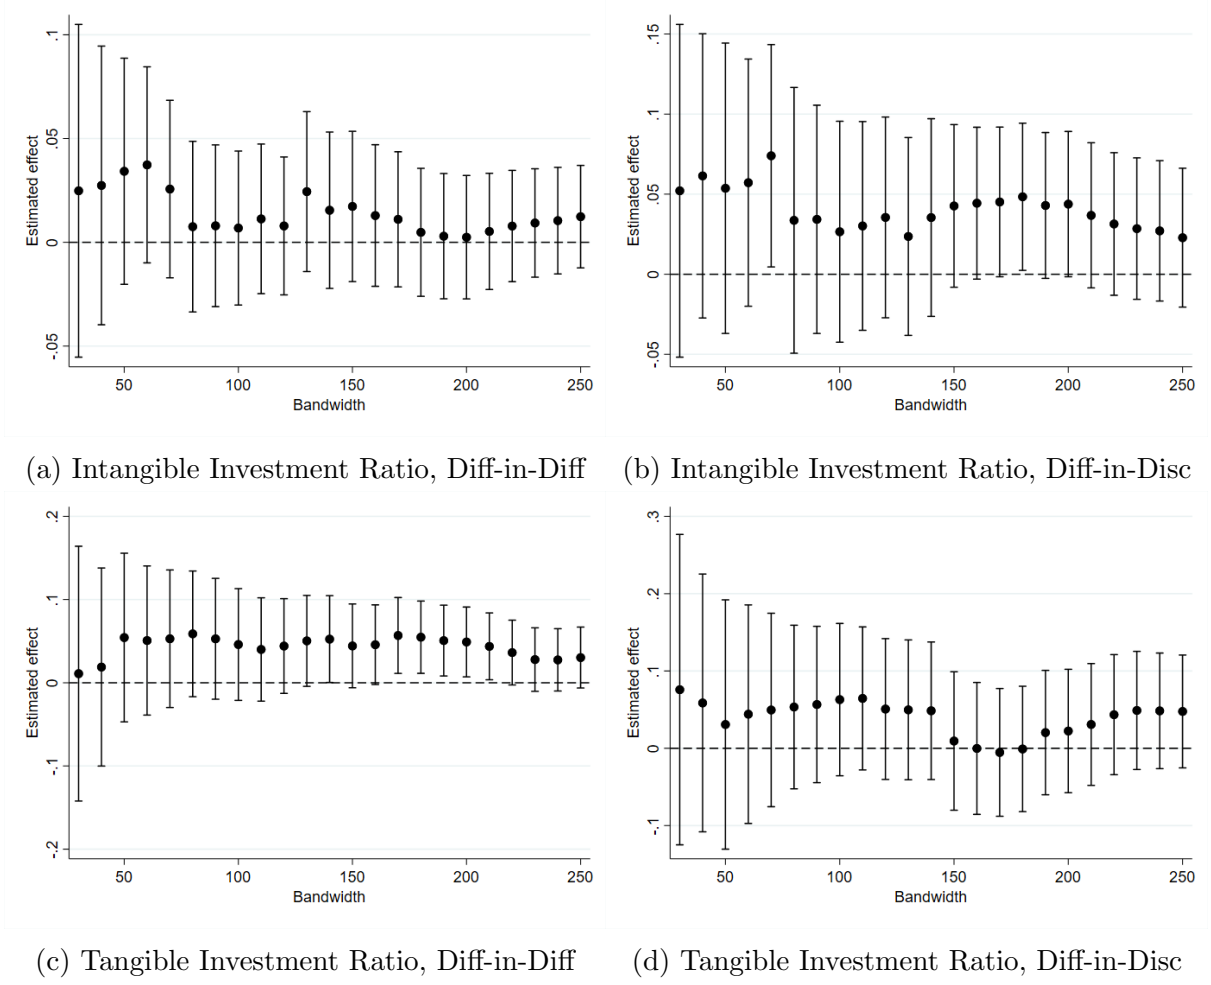 .1
.05
0
-.05
Estimated effect
50 100 150 200 250
Bandwidth
.15
.1
.05
0
-.05
Estimated effect
50 100 150 200 250
Bandwidth
(a) Intangible Investment Ratio, Diff-in-Diff
(b) Intangible Investment Ratio, Diff-in-Disc
.2
.1
0
-.1
-.2
Estimated effect
50 100 150 200 250
Bandwidth
.3
.2
.1
0
-.1
Estimated effect
50 100 150 200 250
Bandwidth
(c) Tangible Investment Ratio, Diff-in-Diff
(d) Tangible Investment Ratio, Diff-in-Disc